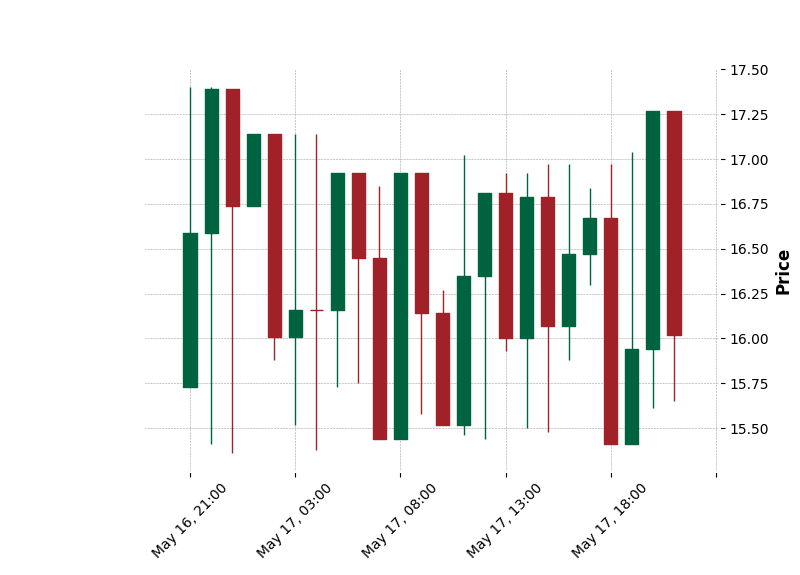 17.50
17.25
17.00
16.75
16.50
16.25
16.00
15.75
15.50
Price
May 16, 21:00
May 17, 03:00
May 17, 08:00
May 17, 13:00
May 17, 18:00